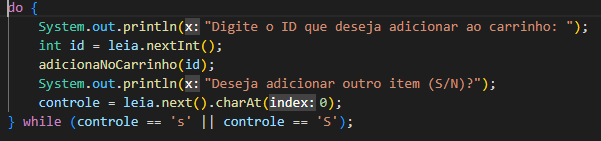 do {
System.out.println(x:"Digite o ID que deseja adicionar ao carrinho: ");
int id = leia.nextInt();
adicionaNoCarrinho(id);
System.out.println(x:"Deseja adicionar outro item (S/N)?");
controle = leia.next().charAt(index:0);
} while (controle == 's' || controle == 'S');